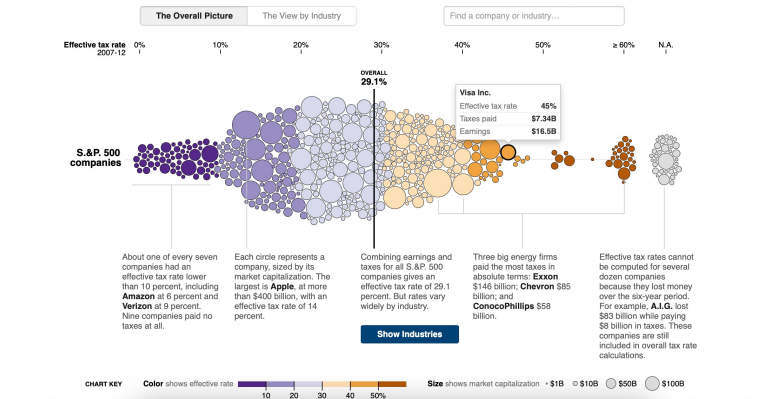 The Overall Picture
The View by Industry
Find a company or industry…
Effective tax rate
2007-12
0%
10%
20%
30%
40%
50%
≥ 60%
N.A.
OVERALL
29.1%
Visa Inc.
Effective tax rate 45%
Taxes paid $7.34B
Earnings $16.5B
S.&P. 500
companies
About one of every seven
companies had an
effective tax rate lower
than 10 percent, including
Amazon at 6 percent and
Verizon at 9 percent.
Nine companies paid no
taxes at all.
Each circle represents a
company, sized by its
market capitalization. The
largest is Apple, at more
than $400 billion, with an
effective tax rate of 14
percent.
Combining earnings and
taxes for all S.&P. 500
companies gives an
effective tax rate of 29.1
percent. But rates vary
widely by industry.
Show Industries
Three big energy firms
paid the most taxes in
absolute terms: Exxon
$146 billion; Chevron $85
billion; and
ConocoPhillips $58
billion.
Effective tax rates cannot
be computed for several
dozen companies
because they lost money
over the six-year period.
For example, A.I.G. lost
$83 billion while paying
$8 billion in taxes. These
companies are still
included in overall tax rate
calculations.
CHART KEY
Color shows effective rate
10
20
30
40
50%
Size shows market capitalization
$1B
$10B
$50B
$100B